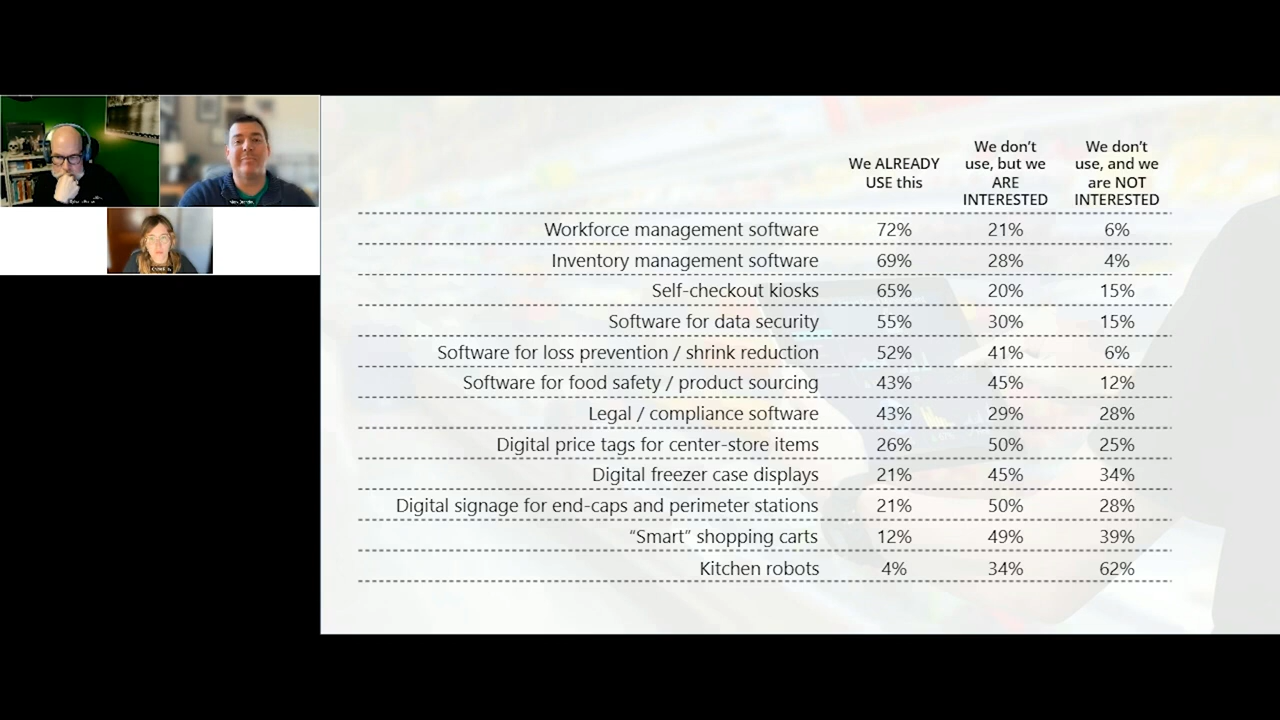 We ALREADY
USE this
We don't
use, but we
ARE
INTERESTED
We don't
use, and we
are NOT
INTERESTED
Workforce management software 72% 21% 6%
Inventory management software 69% 28% 4%
Self-checkout kiosks 65% 20% 15%
Software for data security 55% 30% 15%
Software for loss prevention / shrink reduction 52% 41% 6%
Software for food safety / product sourcing 43% 45% 12%
Legal / compliance software 43% 29% 28%
Digital price tags for center-store items 26% 50% 25%
Digital freezer case displays 21% 45% 34%
Digital signage for end-caps and perimeter stations 21% 50% 28%
“Smart” shopping carts 12% 49% 39%
Kitchen robots 4% 34% 62%